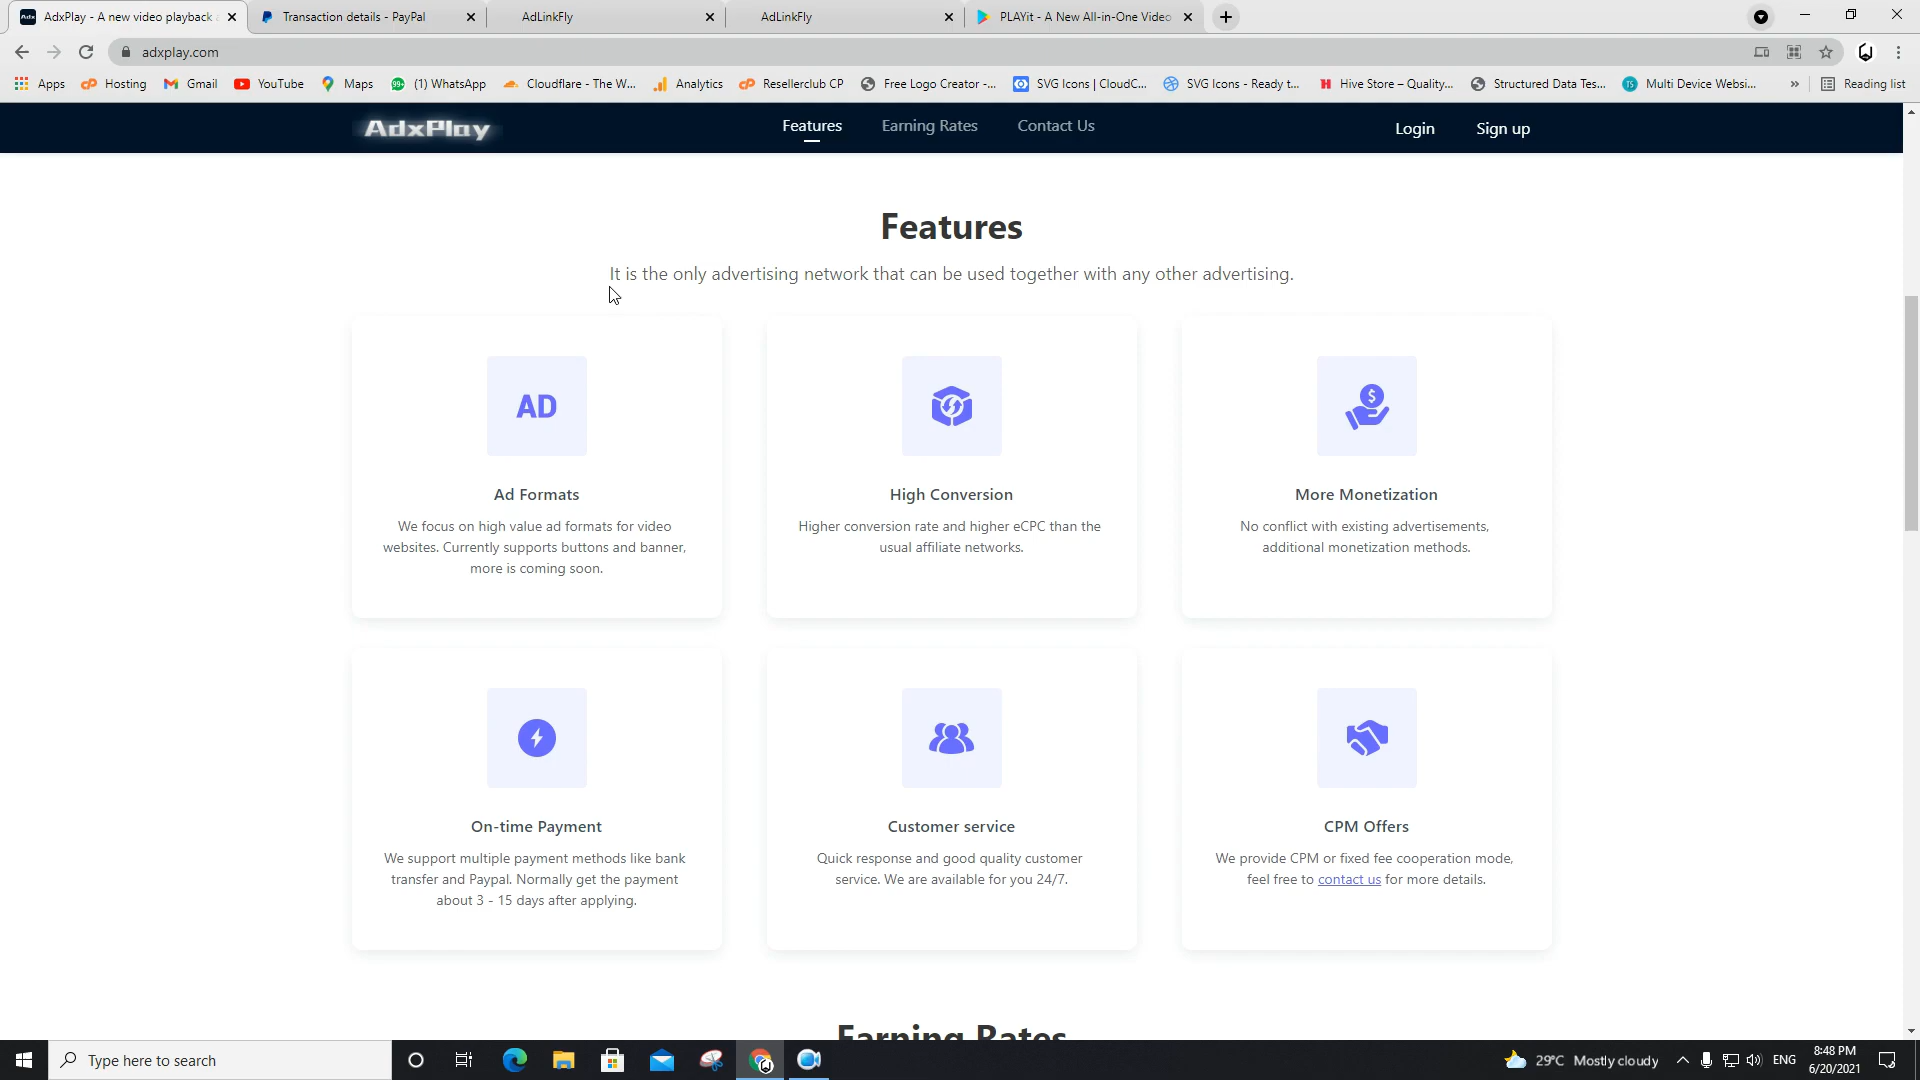 AdxPlay - A new video playback
Transaction details - PayPal
AdLinkFly
AdLinkFly
PLAYit - A New All-in-One Video
adxplay.com
Apps
Hosting
Gmail
YouTube
Maps
99+
(1) WhatsApp
Cloudflare - The W...
Analytics
Resellerclub CP
Free Logo Creator -...
SVG Icons | CloudC...
SVG Icons - Ready t...
Hive Store – Quality...
Structured Data Tes...
TS
Multi Device Websi...
»
Reading list
AdxPlay
Features
Earning Rates
Contact Us
Login
Sign up
Features
It is the only advertising network that can be used together with any other advertising.
AD
Ad Formats
We focus on high value ad formats for video
websites. Currently supports buttons and banner,
more is coming soon.
High Conversion
Higher conversion rate and higher eCPC than the
usual affiliate networks.
$
More Monetization
No conflict with existing advertisements,
additional monetization methods.
On-time Payment
We support multiple payment methods like bank
transfer and Paypal. Normally get the payment
about 3 - 15 days after applying.
Customer service
Quick response and good quality customer
service. We are available for you 24/7.
CPM Offers
We provide CPM or fixed fee cooperation mode,
feel free to contact us for more details.
Earning Rates
Type here to search
29°C Mostly cloudy
ENG
8:48 PM
6/20/2021